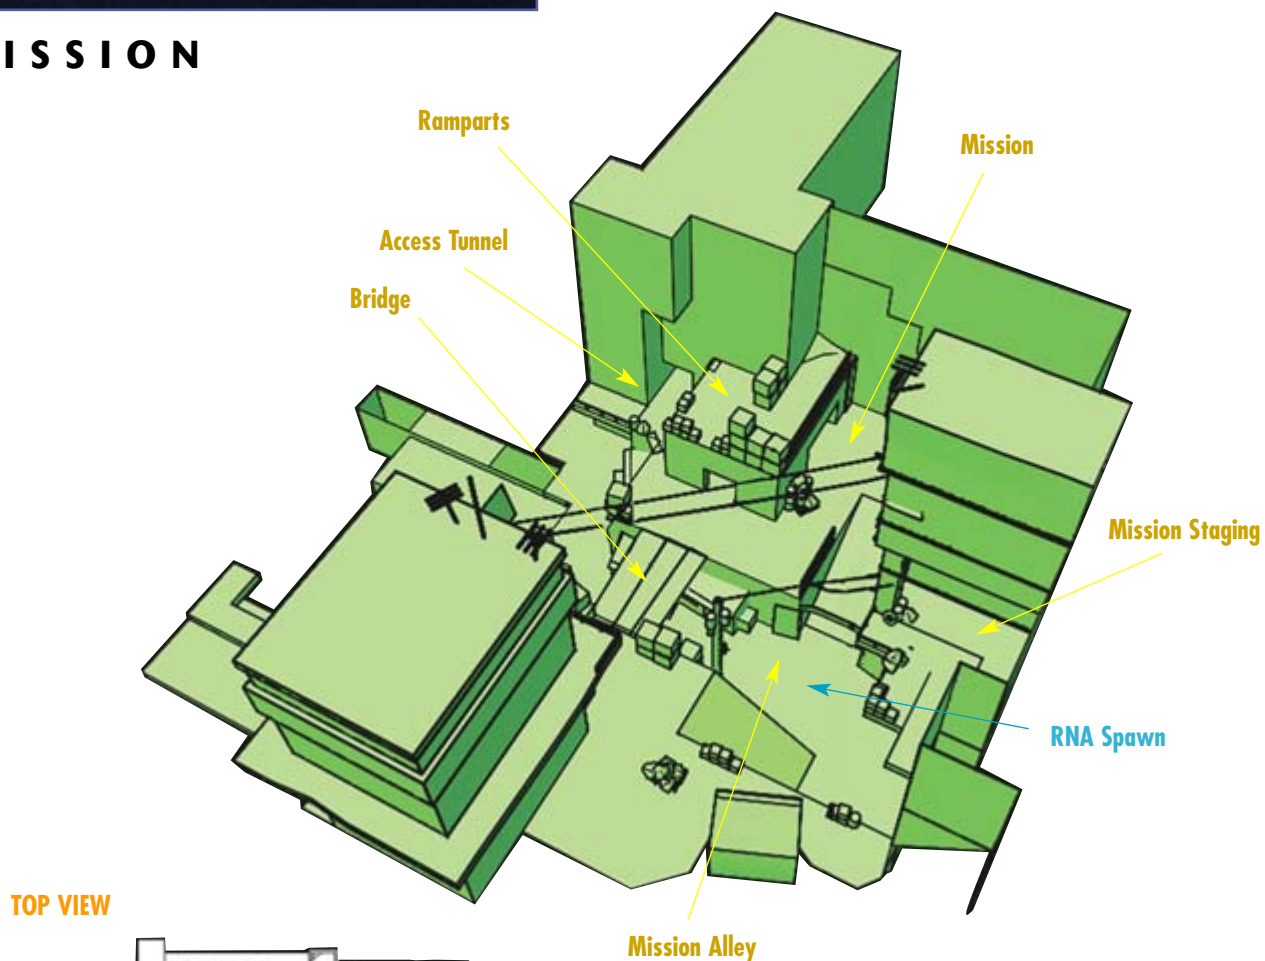 ISSION
Ramparts
Mission
Access Tunnel
Bridge
Mission Staging
RNA Spawn
TOP VIEW
Mission Alley